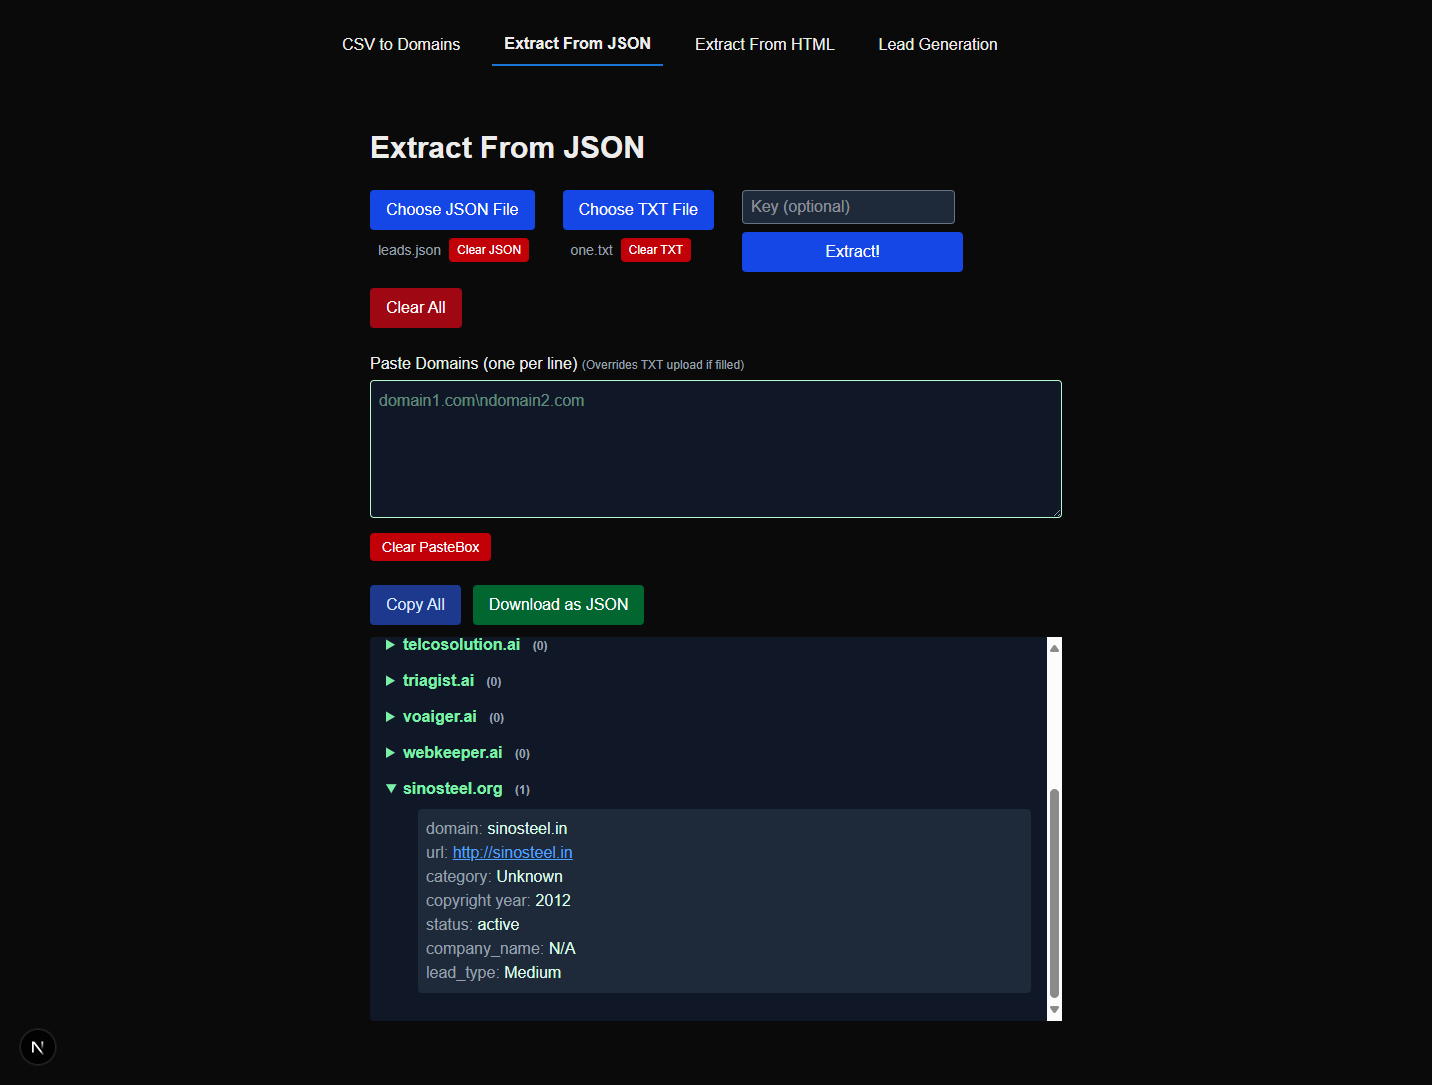 CSV to Domains
Extract From JSON
Extract From HTML
Lead Generation
Extract From JSON
Choose JSON File
Choose TXT File
Key (optional)
leads.json
Clear JSON
one.txt
Clear TXT
Extract!
Clear All
Paste Domains (one per line) (Overrides TXT upload if filled)
domain1.com\ndomain2.com
Clear PasteBox
Copy All
Download as JSON
telcosolution.ai (0)
triagist.ai (0)
voaiger.ai (0)
webkeeper.ai (0)
sinosteel.org (1)
domain: sinosteel.in
url: http://sinosteel.in
category: Unknown
copyright year: 2012
status: active
company_name: N/A
lead_type: Medium
N